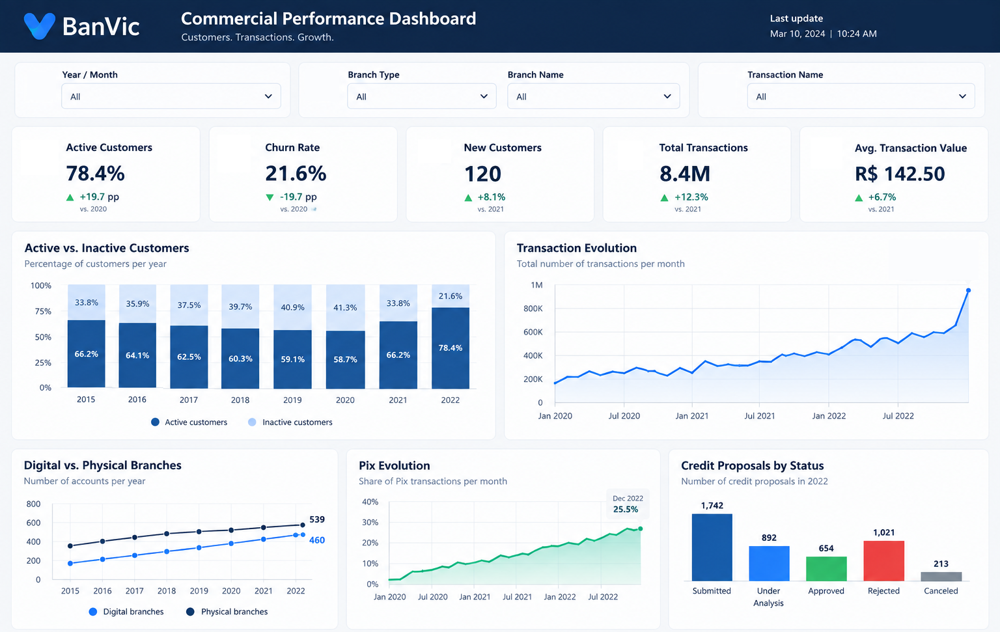 BanVic
Commercial Performance Dashboard
Customers. Transactions. Growth.
Last update
Mar 10, 2024 | 10:24 AM
Year / Month
All
Branch Type
All
Branch Name
All
Transaction Name
All
Active Customers
78.4%
▲ +19.7 pp
vs. 2020
Churn Rate
21.6%
▼ -19.7 pp
vs. 2020
New Customers
120
▲ +8.1%
vs. 2021
Total Transactions
8.4M
▲ +12.3%
vs. 2021
Avg. Transaction Value
R$ 142.50
▲ +6.7%
vs. 2021
Active vs. Inactive Customers
Percentage of customers per year
100%
75%
50%
25%
0%
33.8% 35.9% 37.5% 39.7% 40.9% 41.3% 33.8% 21.6%
66.2% 64.1% 62.5% 60.3% 59.1% 58.7% 66.2% 78.4%
2015 2016 2017 2018 2019 2020 2021 2022
Active customers Inactive customers
Transaction Evolution
Total number of transactions per month
1M
800K
600K
400K
200K
0
Jan 2020 Jul 2020 Jan 2021 Jul 2021 Jan 2022 Jul 2022
Digital vs. Physical Branches
Number of accounts per year
800
600
400
200
0
539
460
2015 2016 2017 2018 2019 2020 2021 2022
Digital branches Physical branches
Pix Evolution
Share of Pix transactions per month
Dec 2022
25.5%
40%
30%
20%
10%
0%
Jan 2020 Jul 2020 Jan 2021 Jul 2021 Jan 2022 Jul 2022
Credit Proposals by Status
Number of credit proposals in 2022
1,742
892
654
1,021
213
Submitted
Under
Analysis
Approved
Rejected
Canceled